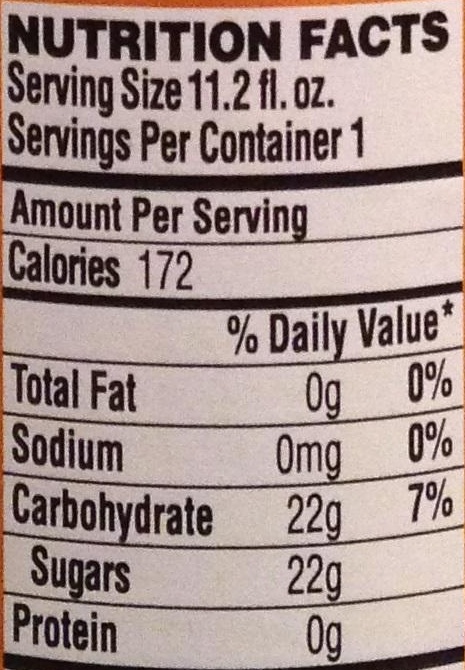 NUTRITION FACTS
Serving Size 11.2 fl. oz.
Servings Per Container 1
Amount Per Serving
Calories 172
% Daily Value*
Total Fat 0g 0%
Sodium 0mg 0%
Carbohydrate 22g 7%
Sugars 22g
Protein 0g